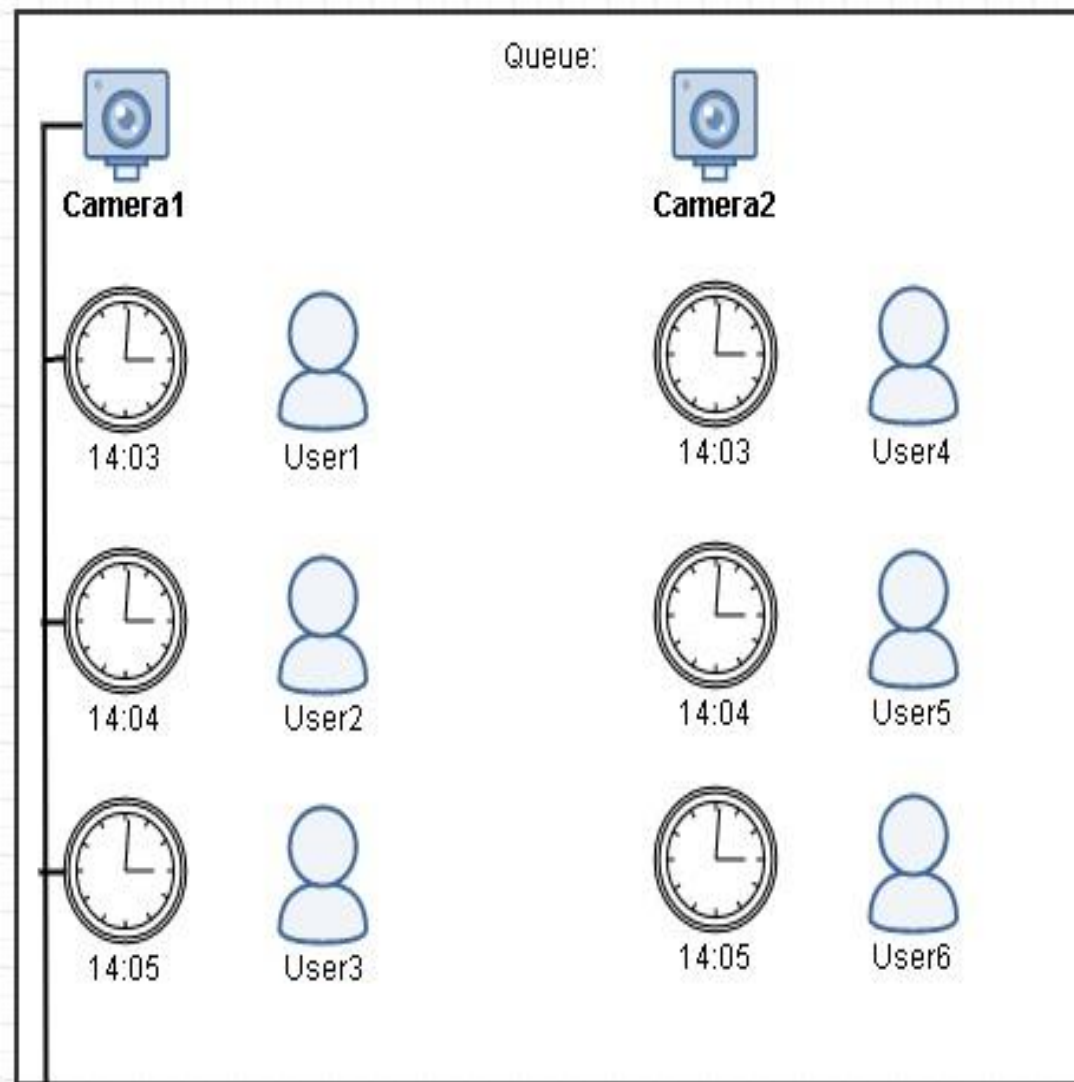 Queue:
Camera1 Camera2
14:03 User1 14:03 User4
14:04 User2 14:04 User5
14:05 User3 14:05 User6